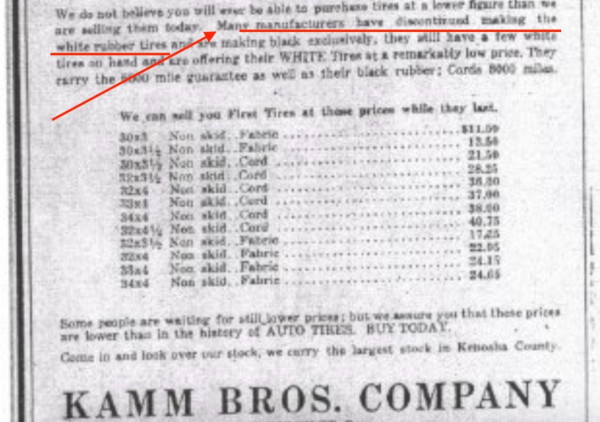 We do not believe you will ever be able to purchase tires at a lower figure than we
are selling them today. Many manufacturers have discontinued making the
white rubber tires and are making black exclusively, they still have a few white
tires on hand and are offering their WHITE Tires at a remarkably low price. They
carry the 6000 mile guarantee as well as their black rubber; Cords 8000 miles.
We can sell you First Tires at those prices while they last.
30x3 Non skid. Fabric $11.50
30x3½ Non skid. Fabric 13.50
30x3½ Non skid. Cord 21.50
32x3½ Non skid. Cord 28.25
32x4 Non skid. Cord 36.80
33x4 Non skid. Cord 37.90
34x4 Non skid. Cord 38.60
32x4½ Non skid. Cord 40.75
32x3½ Non skid. Fabric 17.25
32x4 Non skid. Fabric 22.95
33x4 Non skid. Fabric 24.15
34x4 Non skid. Fabric 24.65
Some people are waiting for still lower prices; but we assure you that these prices
are lower than in the history of AUTO TIRES. BUY TODAY.
Come in and look over our stock, we carry the largest stock in Kenosha County.
KAMM BROS. COMPANY